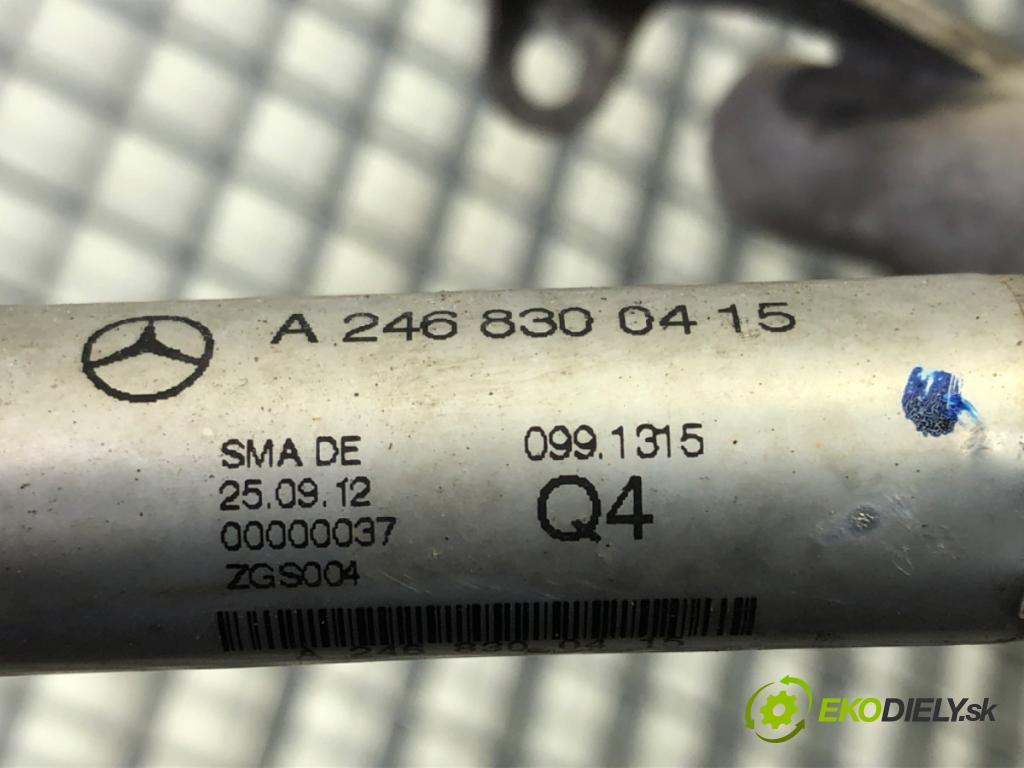 A 246 830 04 15
SMA DE
099.1315
25.09.12
Q4
00000037
ZGS004
A 246 830 04 15
EKODIELY.sk